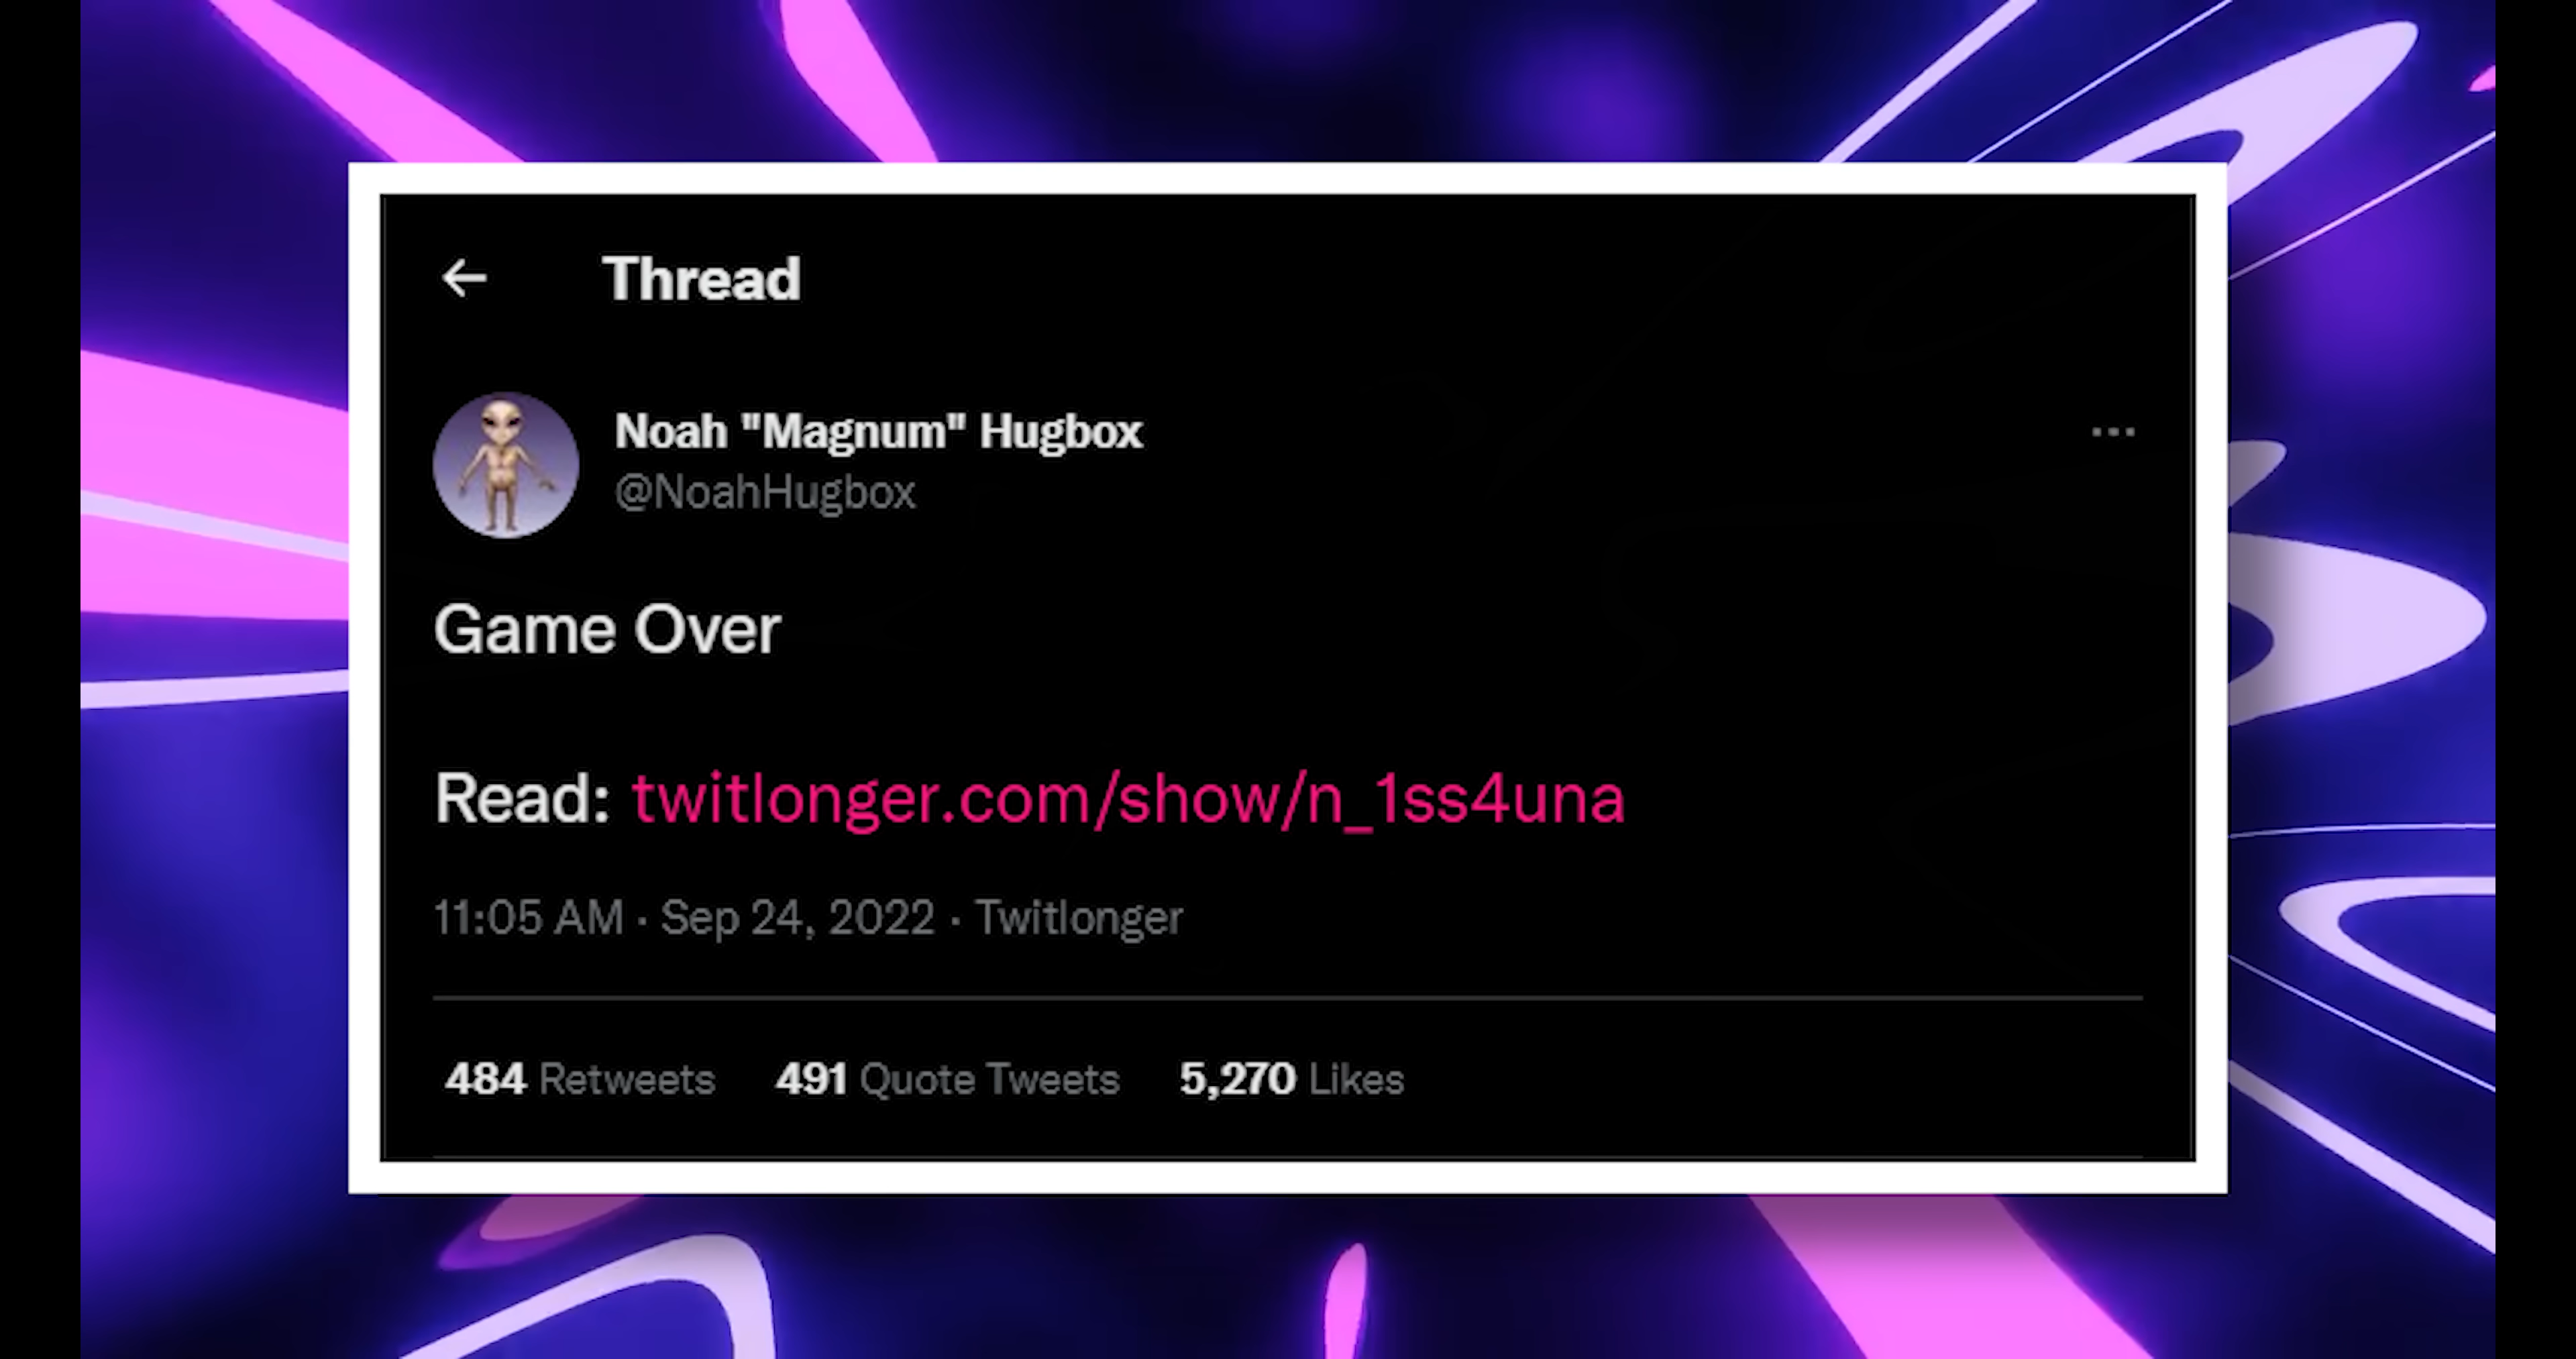 Thread
Noah "Magnum" Hugbox
@NoahHugbox
Game Over
Read: twitlonger.com/show/n_1ss4una
11:05 AM · Sep 24, 2022 · Twitlonger
484 Retweets 491 Quote Tweets 5,270 Likes